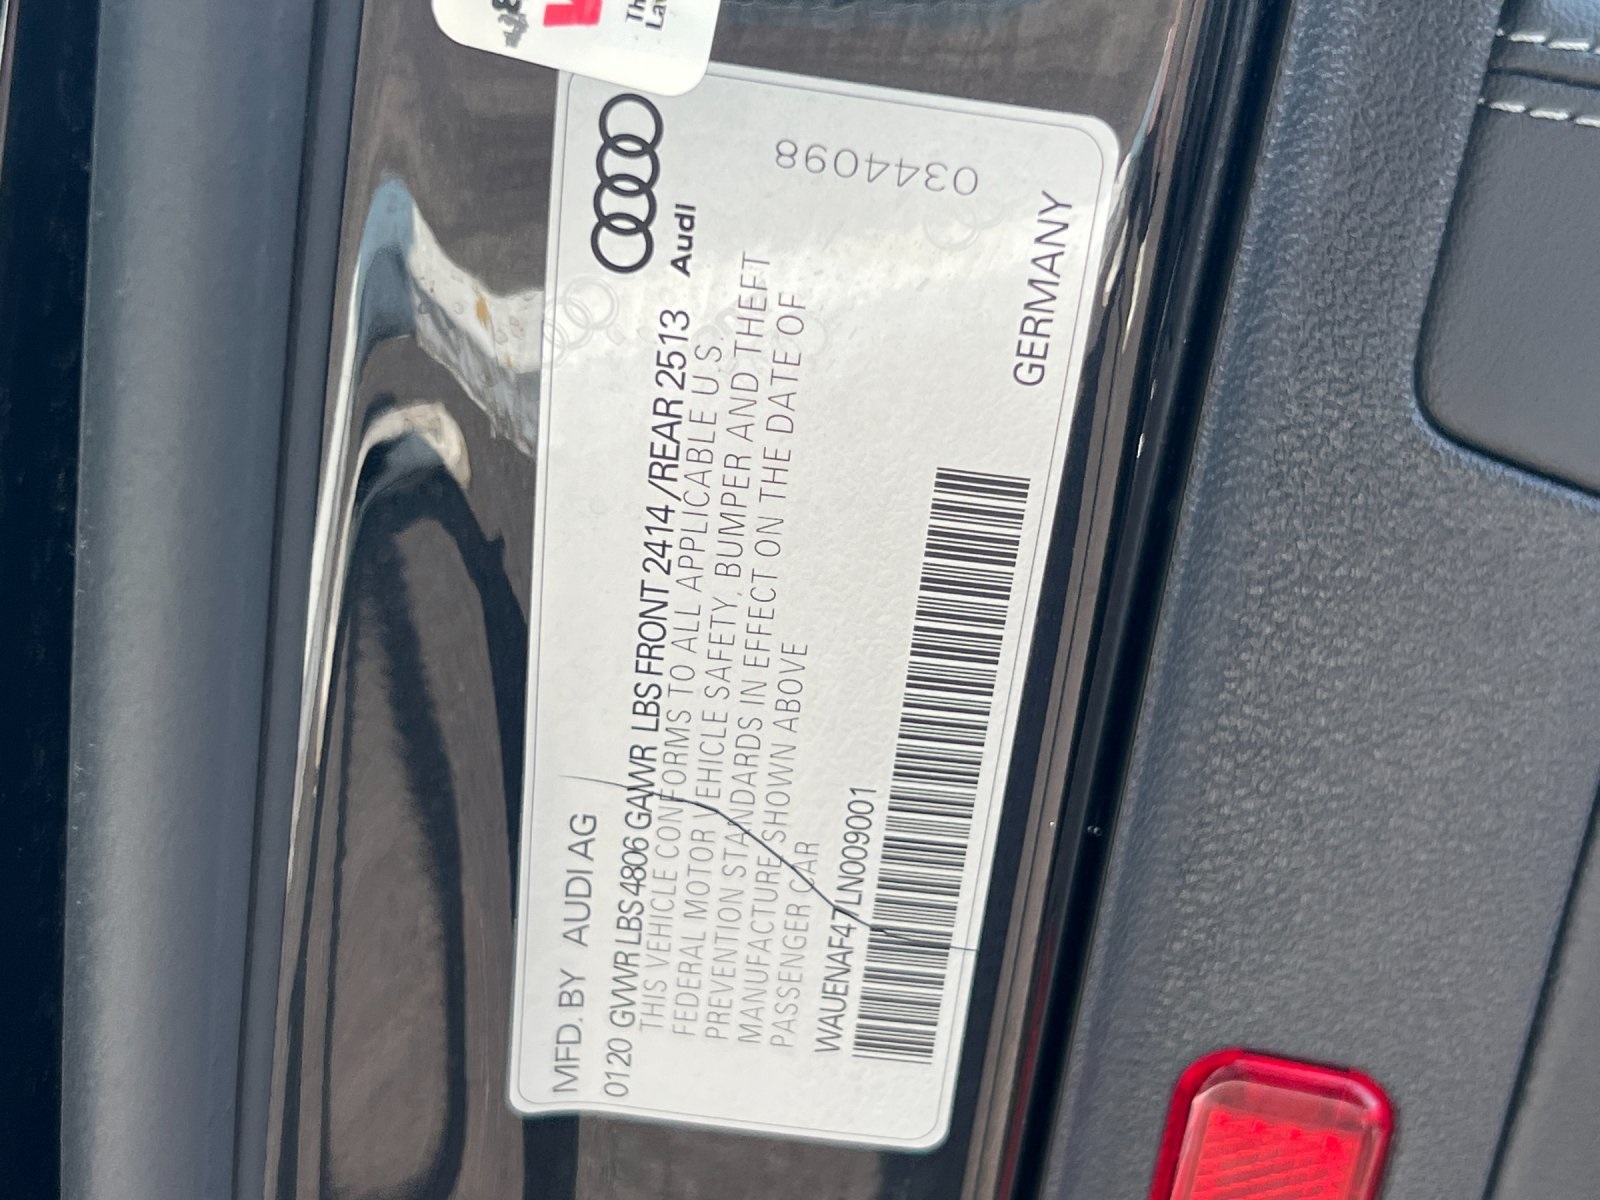 Audi
MFD. BY AUDI AG
0120 GVWR LBS 4806 GAWR LBS FRONT 2414 /REAR 2513
THIS VEHICLE CONFORMS TO ALL APPLICABLE U.S.
FEDERAL MOTOR VEHICLE SAFETY, BUMPER AND THEFT
PREVENTION STANDARDS IN EFFECT ON THE DATE OF
MANUFACTURE SHOWN ABOVE
PASSENGER CAR
WAUENAF47LN009001
GERMANY
0344098